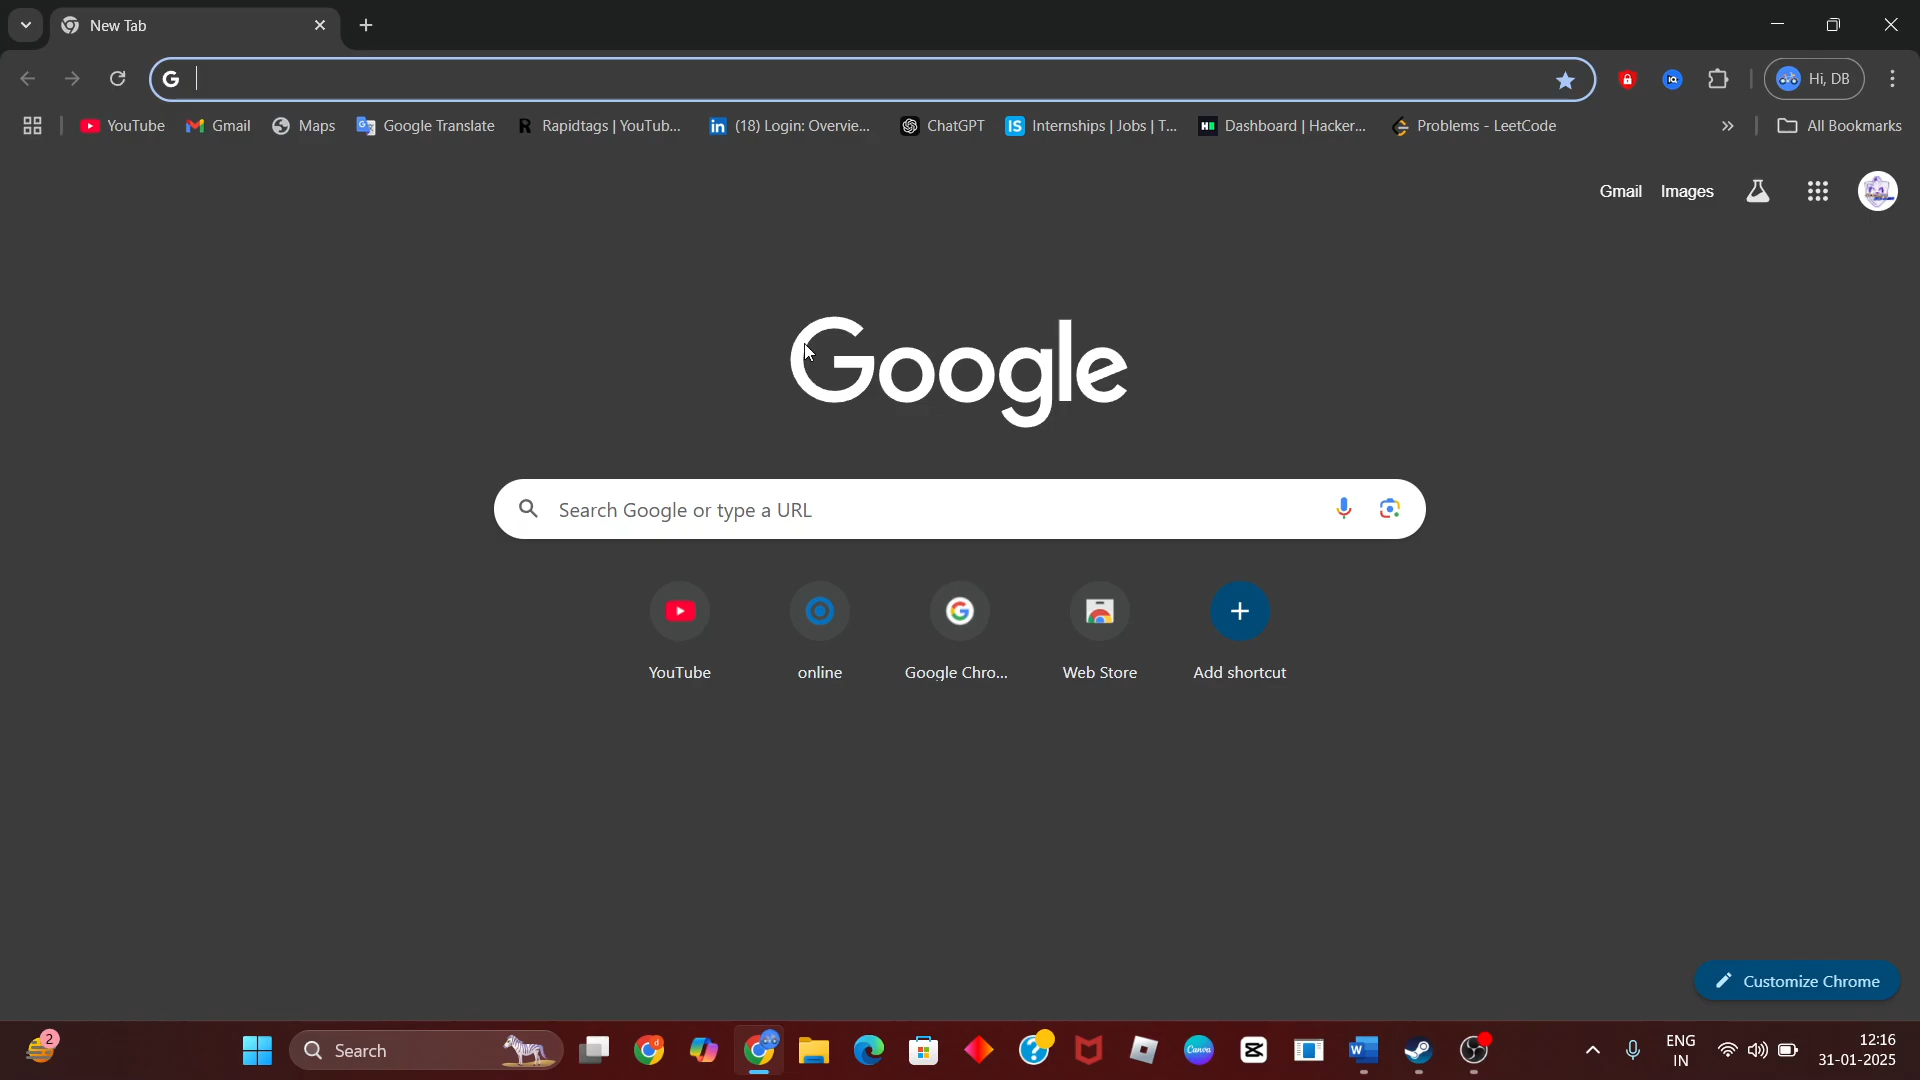 New Tab
Hi, DB
YouTube
Gmail
Maps
Google Translate
Rapidtags | YouTub...
(18) Login: Overvie...
ChatGPT
Internships | Jobs | T...
Dashboard | Hacker...
Problems - LeetCode
All Bookmarks
Gmail Images
Google
Search Google or type a URL
YouTube
online
Google Chro...
Web Store
Add shortcut
Customize Chrome
2
Search
Canva
ENG
IN
12:16
31-01-2025